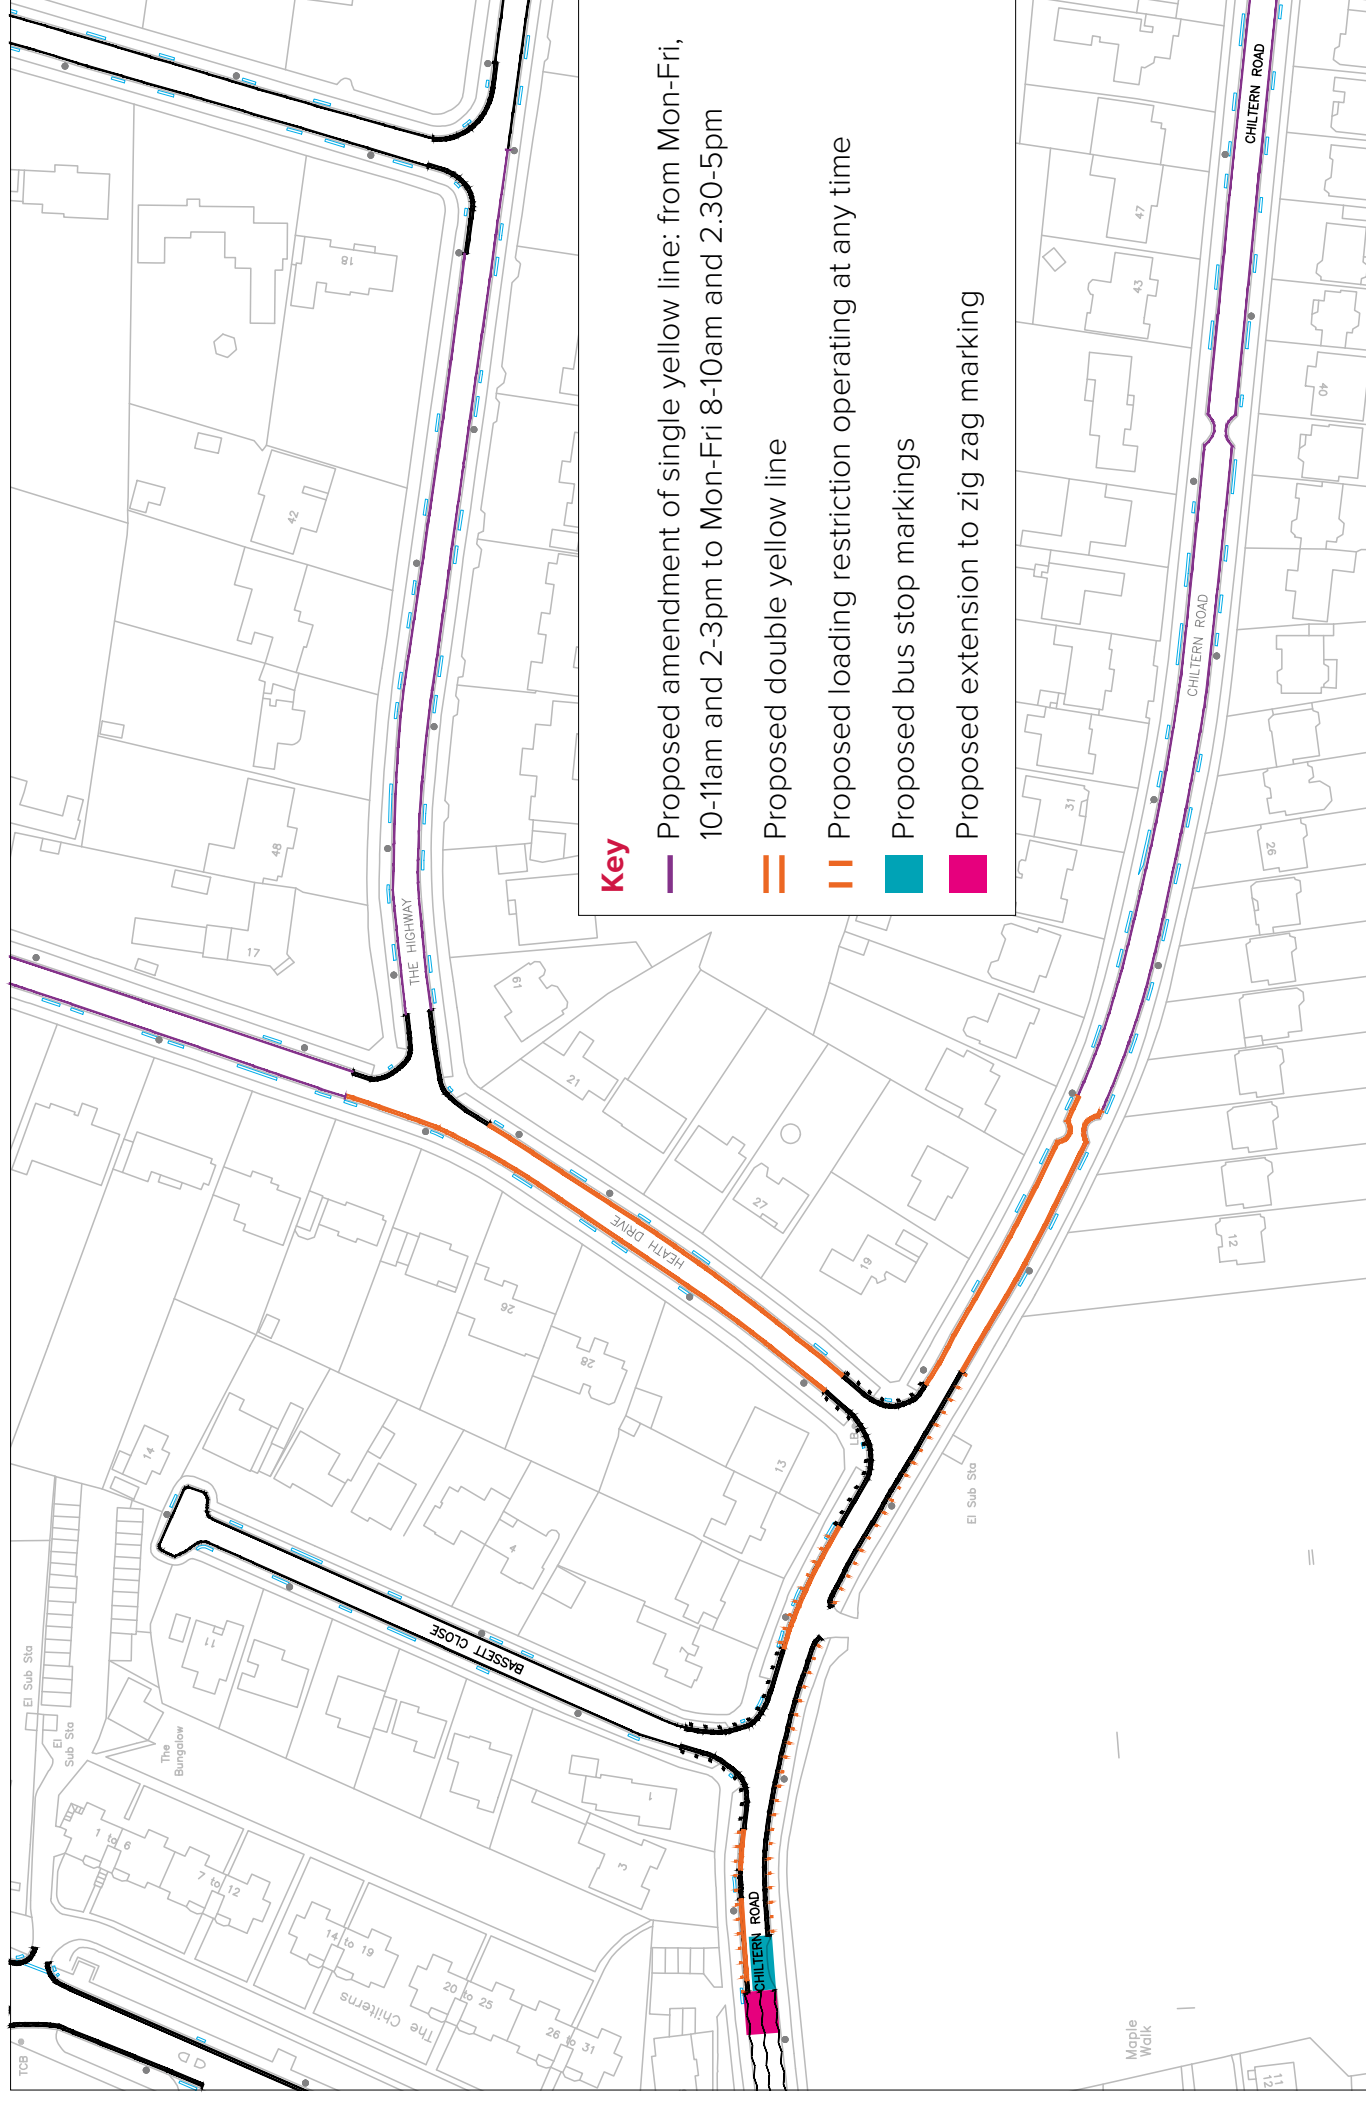 Key
Proposed amendment of single yellow line: from Mon-Fri,
10-11am and 2-3pm to Mon-Fri 8-10am and 2.30-5pm
Proposed double yellow line
Proposed loading restriction operating at any time
Proposed bus stop markings
Proposed extension to zig zag marking
CHILTERN ROAD
CHILTERN ROAD
CHILTERN ROAD
THE HIGHWAY
HEATH DRIVE
BASSETT CLOSE
18
42
48
17
61
21
27
19
47
43
40
31
26
12
26
28
14
13
4
2
11
1
3
LB
El Sub Sta
El Sub Sta
El
Sub Sta
The
Bungalow
1 to 6
7 to 12
14 to 19
20 to 25
26 to 31
The Chilterns
TCB
Maple
Walk
11
12